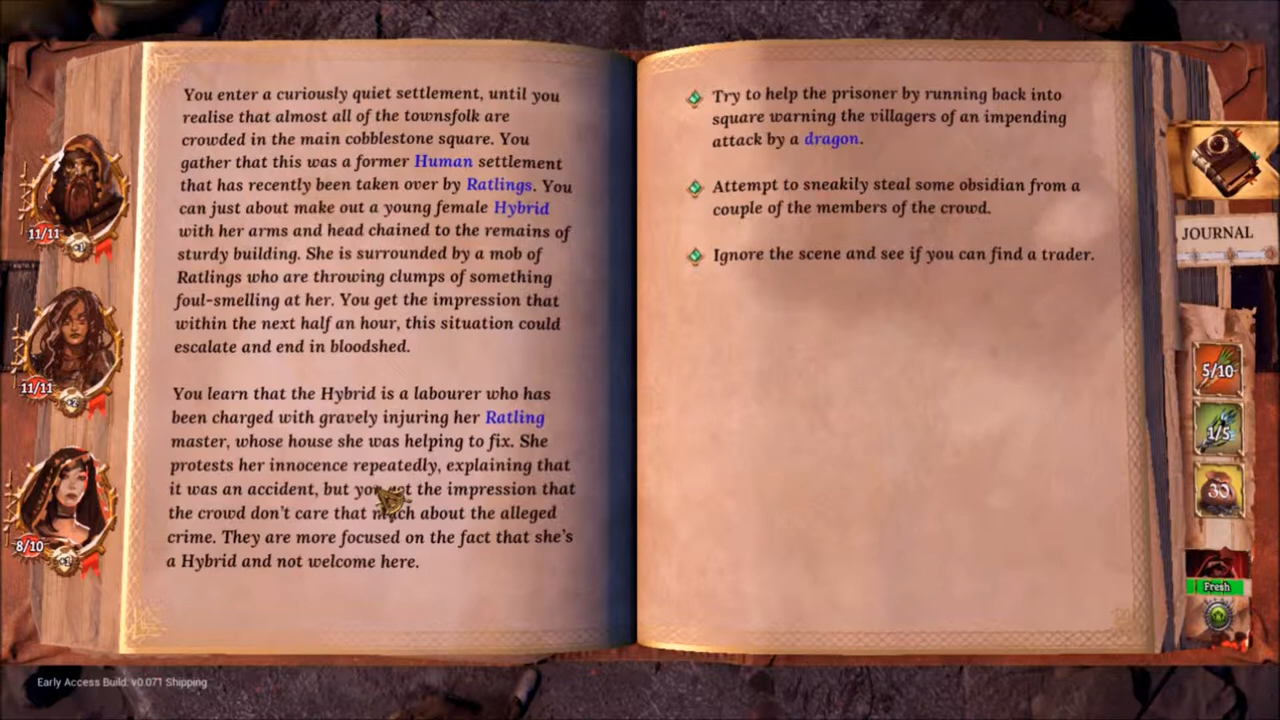 You enter a curiously quiet settlement, until you
realise that almost all of the townsfolk are
crowded in the main cobblestone square. You
gather that this was a former Human settlement
that has recently been taken over by Ratlings. You
can just about make out a young female Hybrid
with her arms and head chained to the remains of
sturdy building. She is surrounded by a mob of
Ratlings who are throwing clumps of something
foul-smelling at her. You get the impression that
within the next half an hour, this situation could
escalate and end in bloodshed.
You learn that the Hybrid is a labourer who has
been charged with gravely injuring her Ratling
master, whose house she was helping to fix. She
protests her innocence repeatedly, explaining that
it was an accident, but you get the impression that
the crowd don't care that much about the alleged
crime. They are more focused on the fact that she's
a Hybrid and not welcome here.
Try to help the prisoner by running back into
square warning the villagers of an impending
attack by a dragon.
Attempt to sneakily steal some obsidian from a
couple of the members of the crowd.
Ignore the scene and see if you can find a trader.
11/11
11/11
8/10
JOURNAL
5/10
1/5
30
Fresh
Early Access Build: v0.071 Shipping